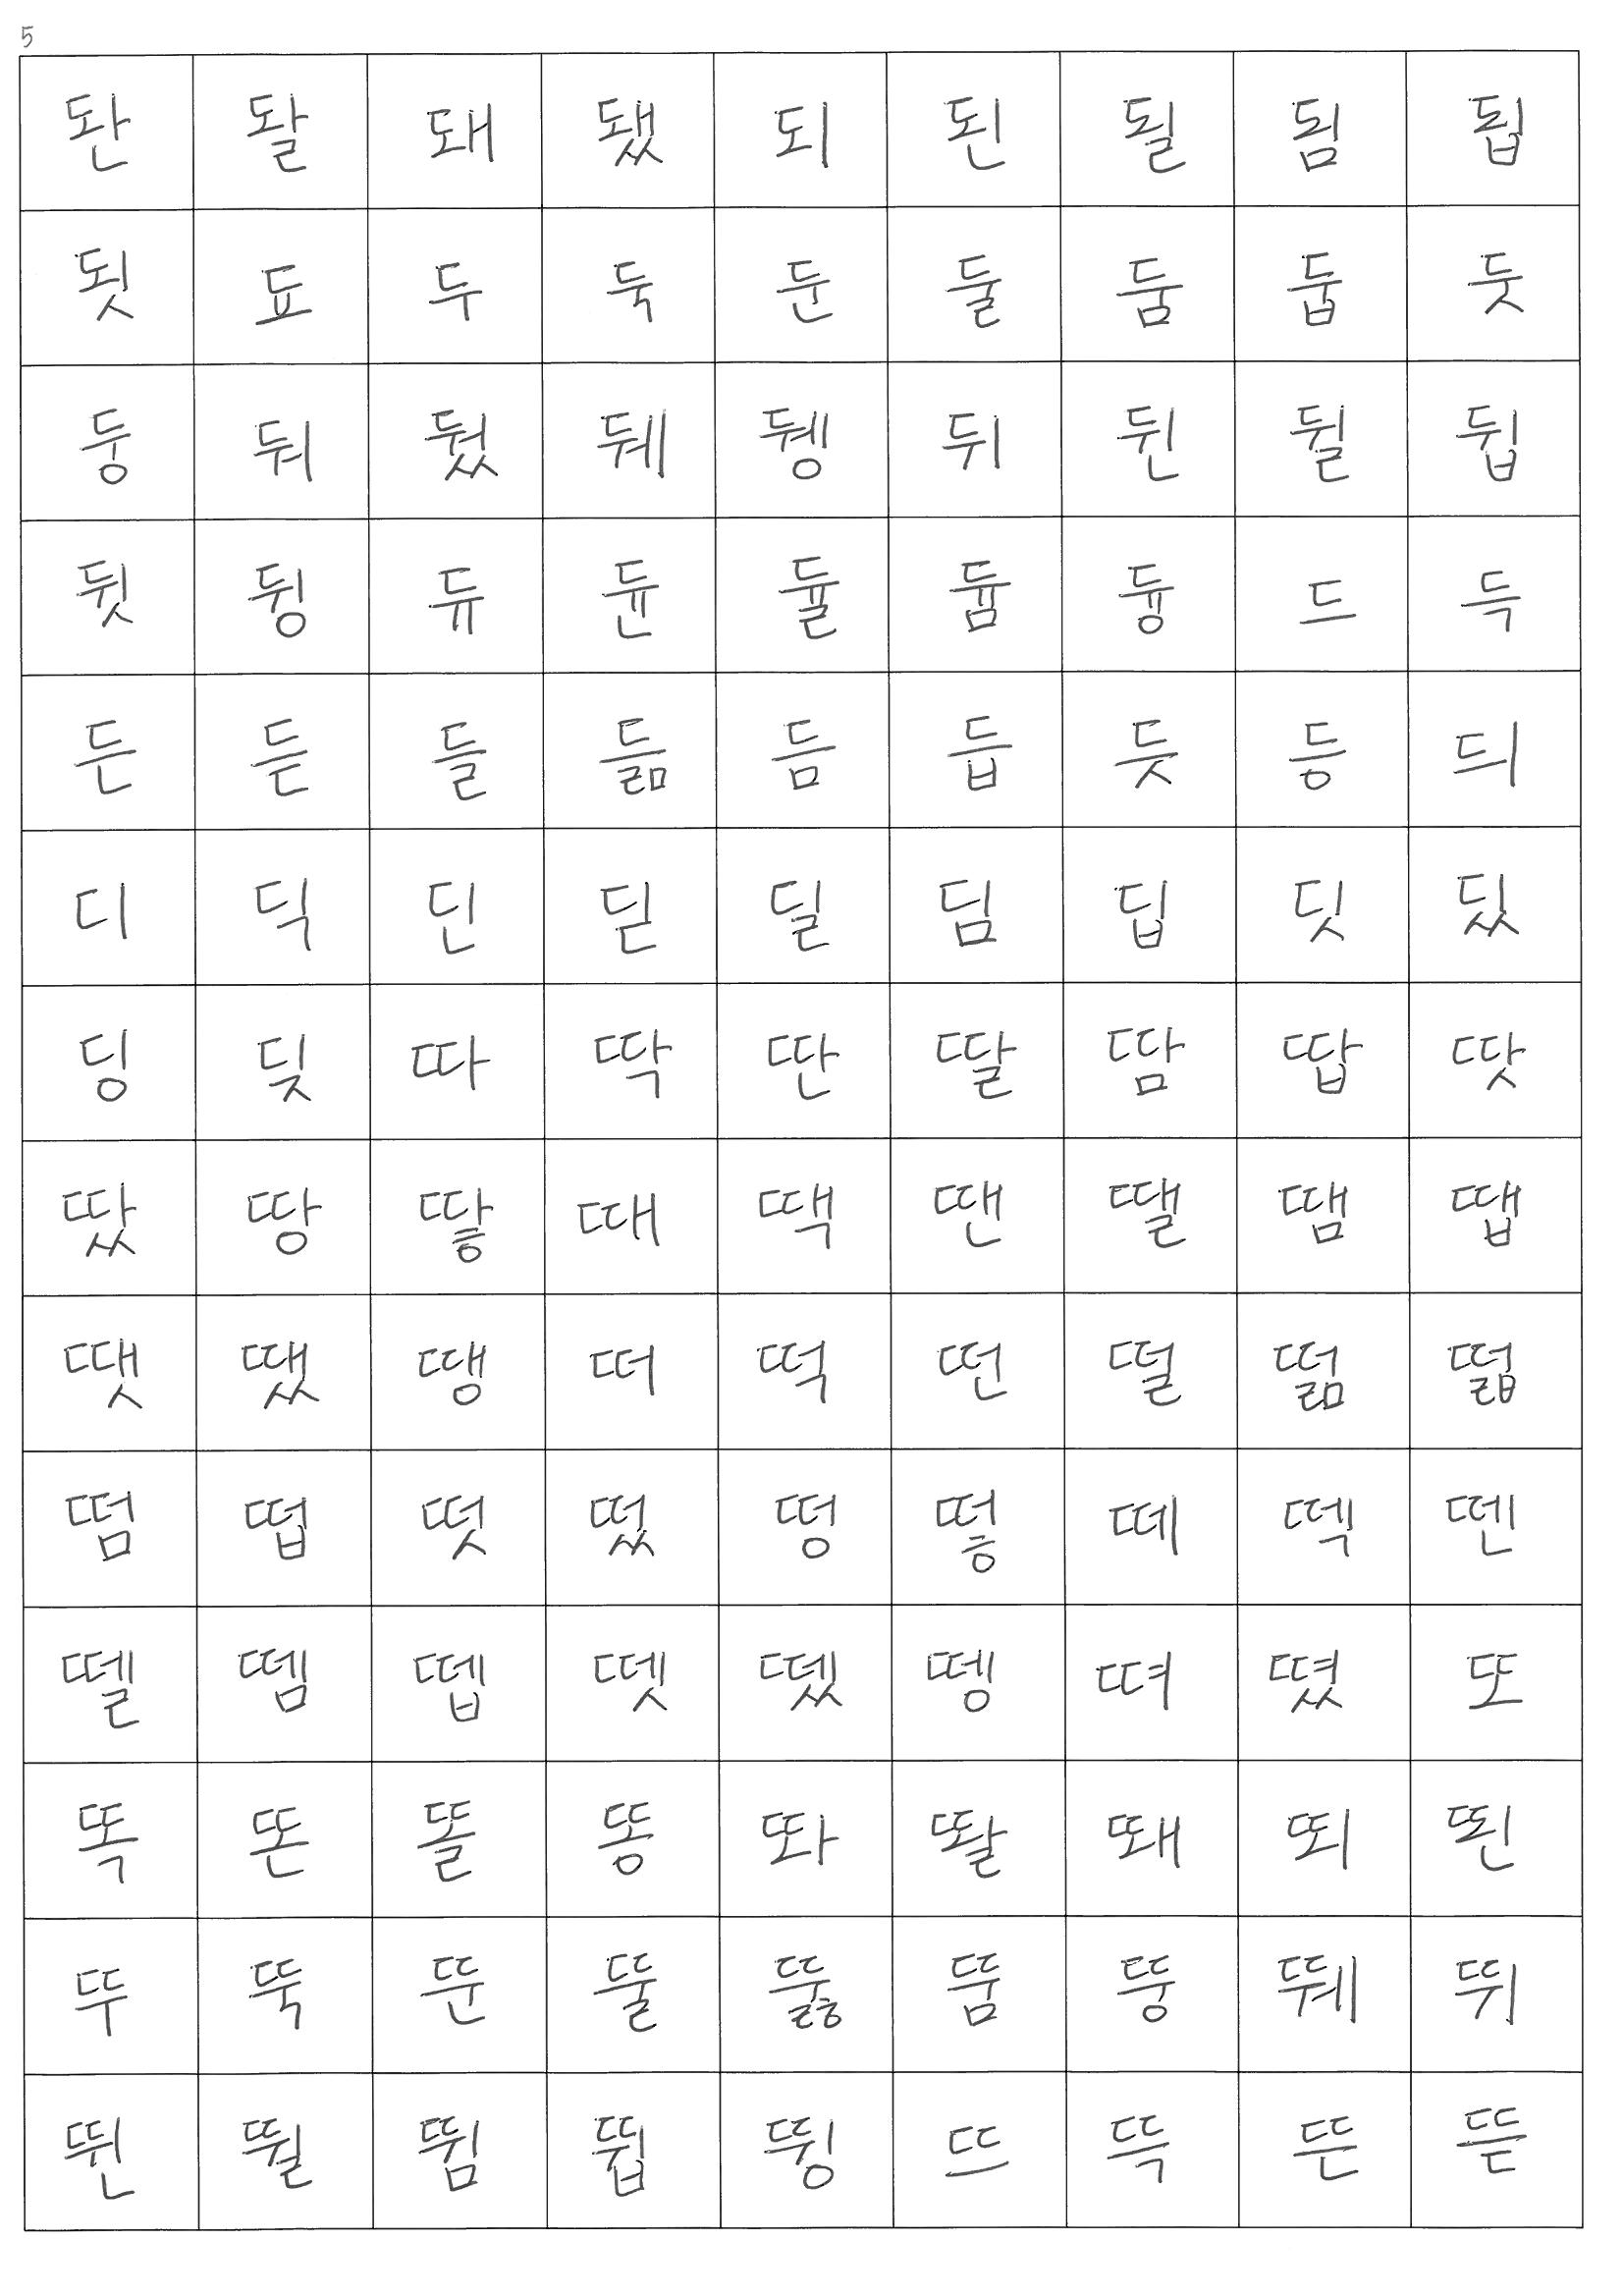 5
돤 돨 돼 됐 되 된 될 됨 됩
됫 됴 두 둑 둔 둘 둠 둡 둣
둥 둬 뒀 뒈 뒝 뒤 뒨 뒬 뒵
뒷 뒹 듀 듄 듈 듐 듕 드 득
든 듣 들 듦 듬 듭 듯 등 듸
디 딕 딘 딛 딜 딤 딥 딧 딨
딩 딪 따 딱 딴 딸 땀 땁 땃
땄 땅 땋 때 땍 땐 땔 땜 땝
땟 땠 땡 떠 떡 떤 떨 떪 떫
떰 떱 떳 떴 떵 떻 떼 떽 뗀
뗄 뗌 뗍 뗏 뗐 뗑 뗘 뗬 또
똑 똔 똘 똥 똬 똴 뙈 뙤 뙨
뚜 뚝 뚠 뚤 뚫 뚬 뚱 뛔 뛰
뛴 뛸 뜀 뜁 뜅 뜨 뜩 뜬 뜯